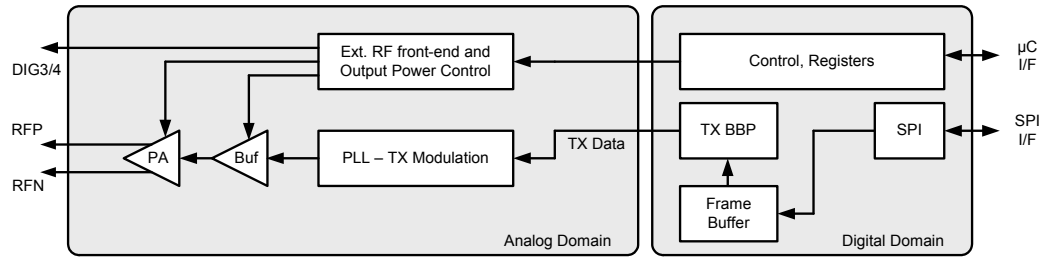 DIG3/4
RFP
RFN
Ext. RF front-end and
Output Power Control
PA
Buf
PLL – TX Modulation
TX Data
Analog Domain
Control, Registers
TX BBP
SPI
Frame
Buffer
Digital Domain
µC
I/F
SPI
I/F